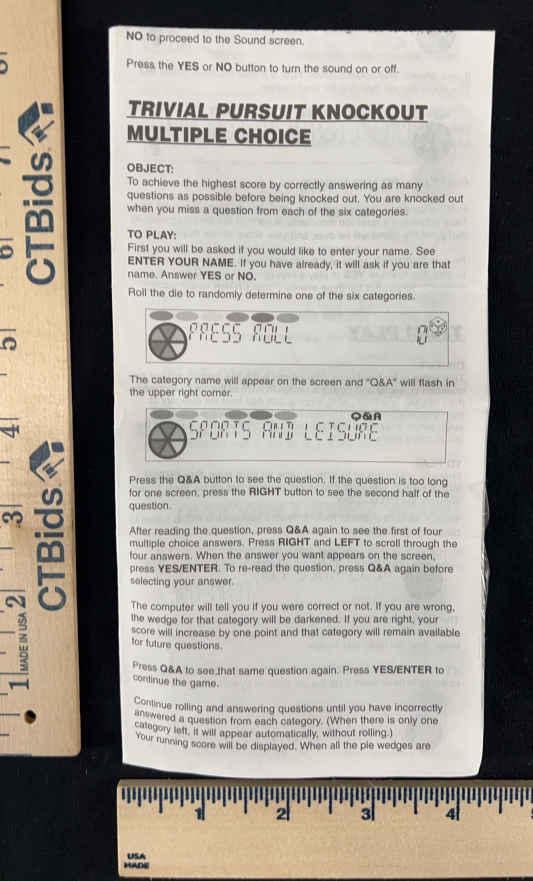 NO to proceed to the Sound screen.
Press the YES or NO button to turn the sound on or off.
TRIVIAL PURSUIT KNOCKOUT
MULTIPLE CHOICE
OBJECT:
To achieve the highest score by correctly answering as many
questions as possible before being knocked out. You are knocked out
when you miss a question from each of the six categories.
TO PLAY:
First you will be asked if you would like to enter your name. See
ENTER YOUR NAME. If you have already, it will ask if you are that
name. Answer YES or NO.
Roll the die to randomly determine one of the six categories.
PRESS ROLL 0
The category name will appear on the screen and "Q&A" will flash in
the upper right corner.
Q&A
SPORTS AND LEISURE
Press the Q&A button to see the question. If the question is too long
for one screen, press the RIGHT button to see the second half of the
question.
After reading the question, press Q&A again to see the first of four
multiple choice answers. Press RIGHT and LEFT to scroll through the
four answers. When the answer you want appears on the screen,
press YES/ENTER. To re-read the question, press Q&A again before
selecting your answer.
The computer will tell you if you were correct or not. If you are wrong,
the wedge for that category will be darkened. If you are right, your
score will increase by one point and that category will remain available
for future questions.
Press Q&A to see that same question again. Press YES/ENTER to
continue the game.
Continue rolling and answering questions until you have incorrectly
answered a question from each category. (When there is only one
category left, it will appear automatically, without rolling.)
Your running score will be displayed. When all the pie wedges are
CTBids
CTBids
MADE IN USA
1 2 3 4 5 6 7 8
1 2 3 4
USA
MADE